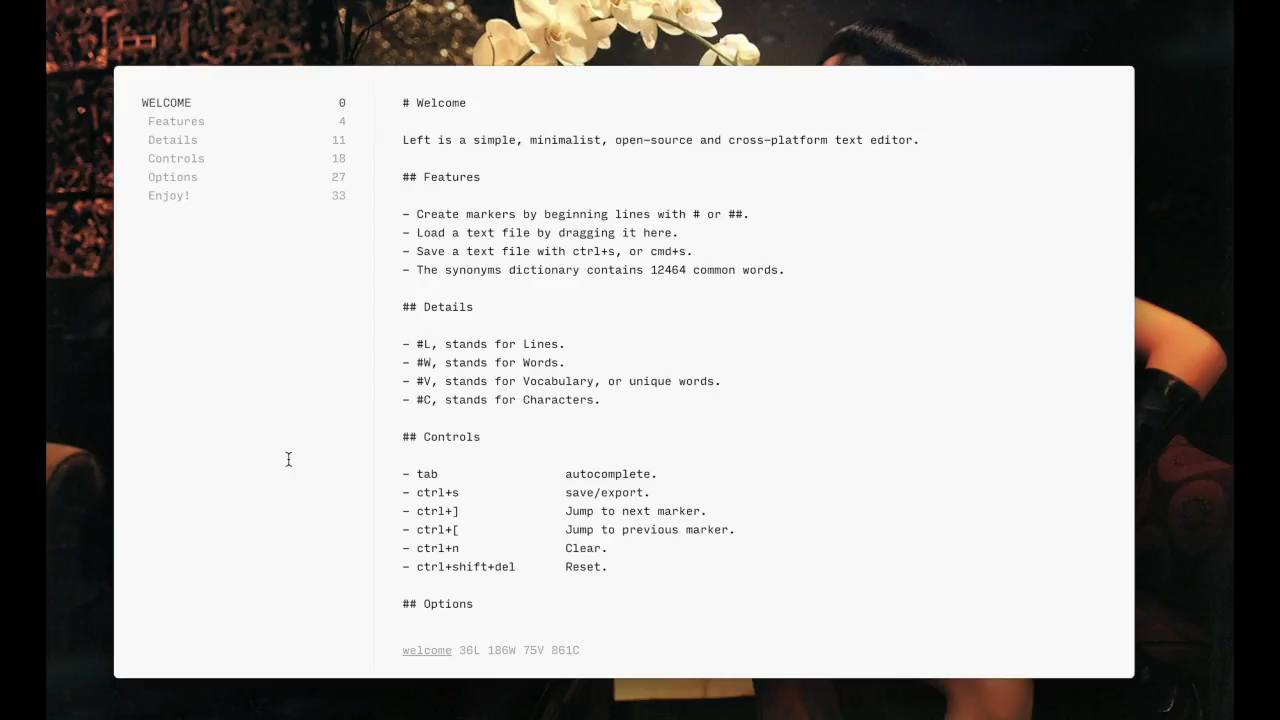 WELCOME 0
Features 4
Details 11
Controls 18
Options 27
Enjoy! 33
# Welcome
Left is a simple, minimalist, open-source and cross-platform text editor.
## Features
- Create markers by beginning lines with # or ##.
- Load a text file by dragging it here.
- Save a text file with ctrl+s, or cmd+s.
- The synonyms dictionary contains 12464 common words.
## Details
- #L, stands for Lines.
- #W, stands for Words.
- #V, stands for Vocabulary, or unique words.
- #C, stands for Characters.
## Controls
- tab autocomplete.
- ctrl+s save/export.
- ctrl+] Jump to next marker.
- ctrl+[ Jump to previous marker.
- ctrl+n Clear.
- ctrl+shift+del Reset.
## Options
welcome 36L 186W 75V 861C